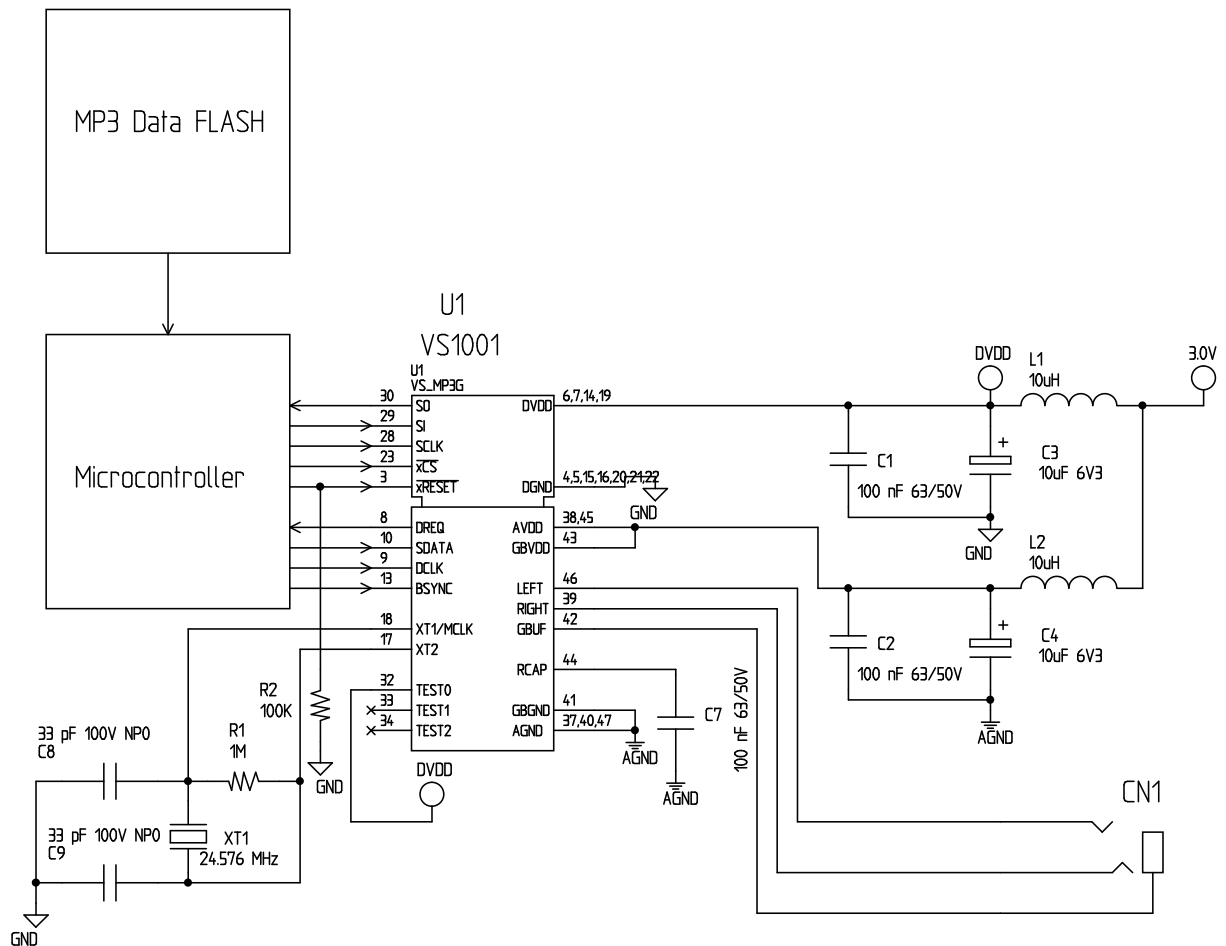 MP3 Data FLASH
U1
VS1001
U1
VS_MP3G
Microcontroller
30 SO DVDD 6,7,14,19
29 SI
28 SCLK
23 xCS
3 xRESET DGND 4,5,15,16,20,21,22
GND
8 DREQ AVDD 38,45
10 SDATA GBVDD 43
9 DCLK
13 BSYNC LEFT 46
RIGHT 39
18 XT1/MCLK GBUF 42
17 XT2
RCAP 44
32 TEST0
33 TEST1 GBGND 41
34 TEST2 AGND 37,40,47
AGND
DVDD
DVDD
L1
10uH
3.0V
C1
100 nF 63/50V
+
C3
10uF 6V3
GND
L2
10uH
C2
100 nF 63/50V
+
C4
10uF 6V3
AGND
C7
100 nF 63/50V
AGND
R2
100K
GND
R1
1M
33 pF 100V NP0
C8
33 pF 100V NP0
C9
XT1
24.576 MHz
GND
CN1